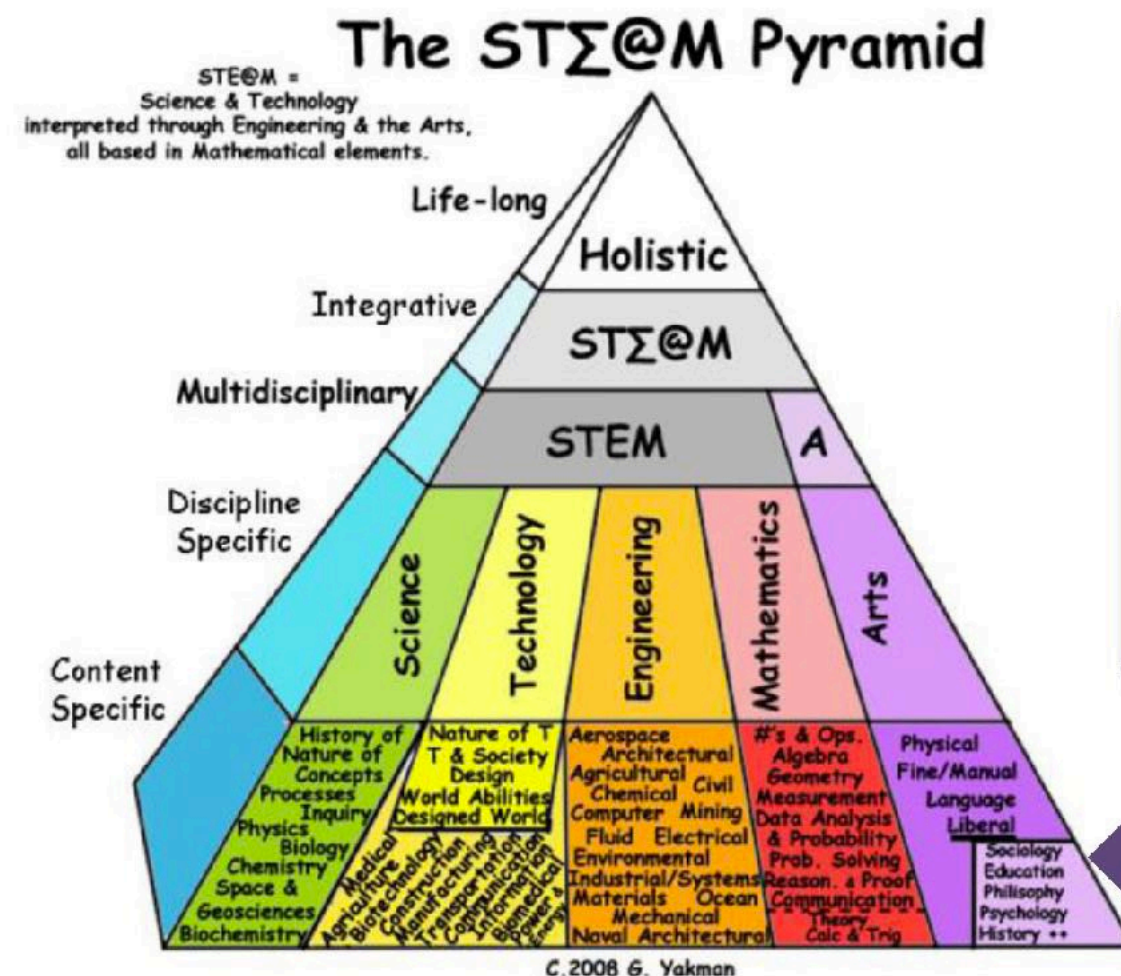 The ST∑@M Pyramid
STE@M =
Science & Technology
interpreted through Engineering & the Arts,
all based in Mathematical elements.
Life-long
Holistic
Integrative
ST∑@M
Multidisciplinary
STEM
A
Discipline
Specific
Science
Technology
Engineering
Mathematics
Arts
Content
Specific
History of
Nature of
Concepts
Processes
Inquiry
Physics
Biology
Chemistry
Space &
Geosciences
Biochemistry
Nature of T
T & Society
Design
World Abilities
Designed World
Medical
Agriculture
Biotechnology
Construction
Manufacturing
Transportation
Communication
Information
Biomedical
Power &
Energy
Aerospace
Architectural
Agricultural
Chemical Civil
Computer Mining
Fluid Electrical
Environmental
Industrial/Systems
Materials Ocean
Mechanical
Naval Architectural
#'s & Ops.
Algebra
Geometry
Measurement
Data Analysis
& Probability
Prob. Solving
Reason. & Proof
Communication
Theory
Calc & Trig
Physical
Fine/Manual
Language
Liberal
Sociology
Education
Philisophy
Psychology
History ++
C.2008 G. Yakman